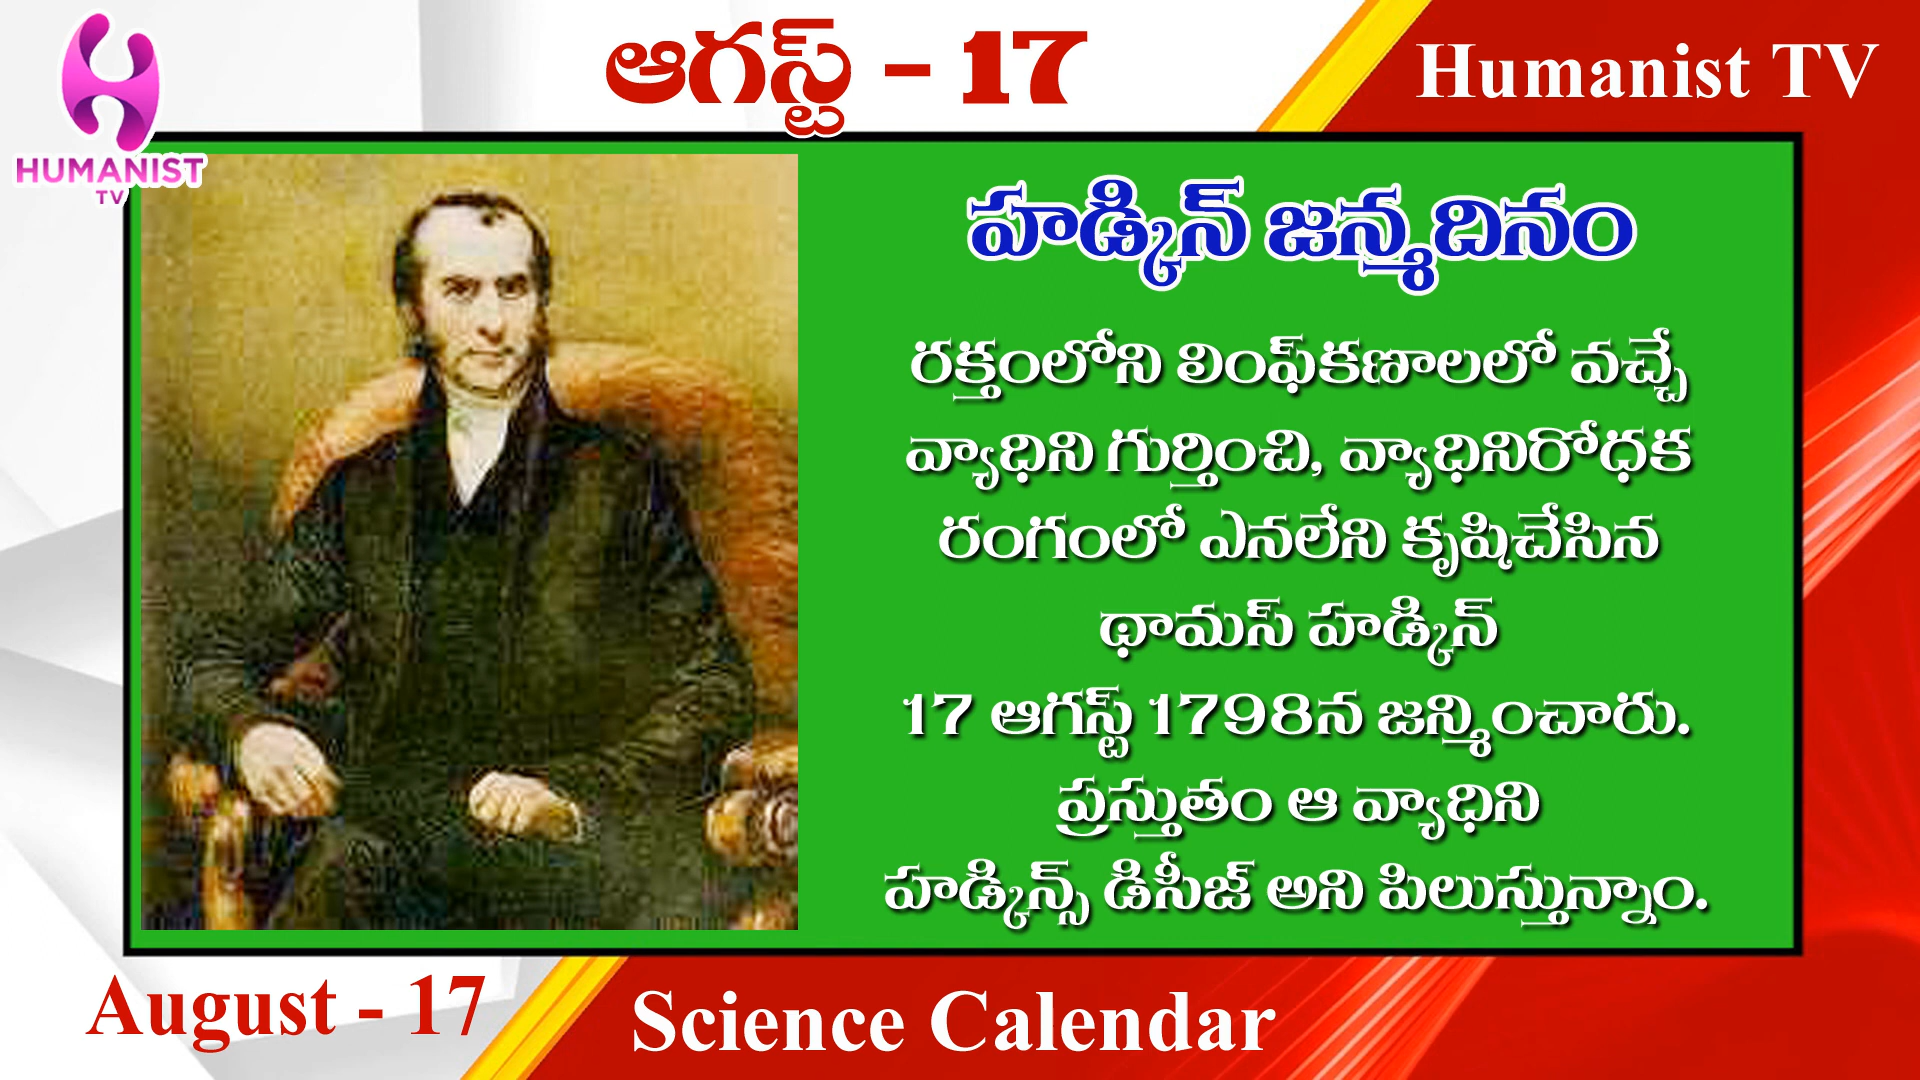 HUMANIST
TV
ఆగస్ట్ - 17
Humanist TV
హడ్కిన్ జన్మదినం
రక్తంలోని లింఫ్‌కణాలలో వచ్చే
వ్యాధిని గుర్తించి, వ్యాధినిరోధక
రంగంలో ఎనలేని కృషిచేసిన
థామస్ హడ్కిన్
17 ఆగస్ట్ 1798న జన్మించారు.
ప్రస్తుతం ఆ వ్యాధిని
హడ్కిన్స్ డిసీజ్ అని పిలుస్తున్నాం.
August - 17
Science Calendar